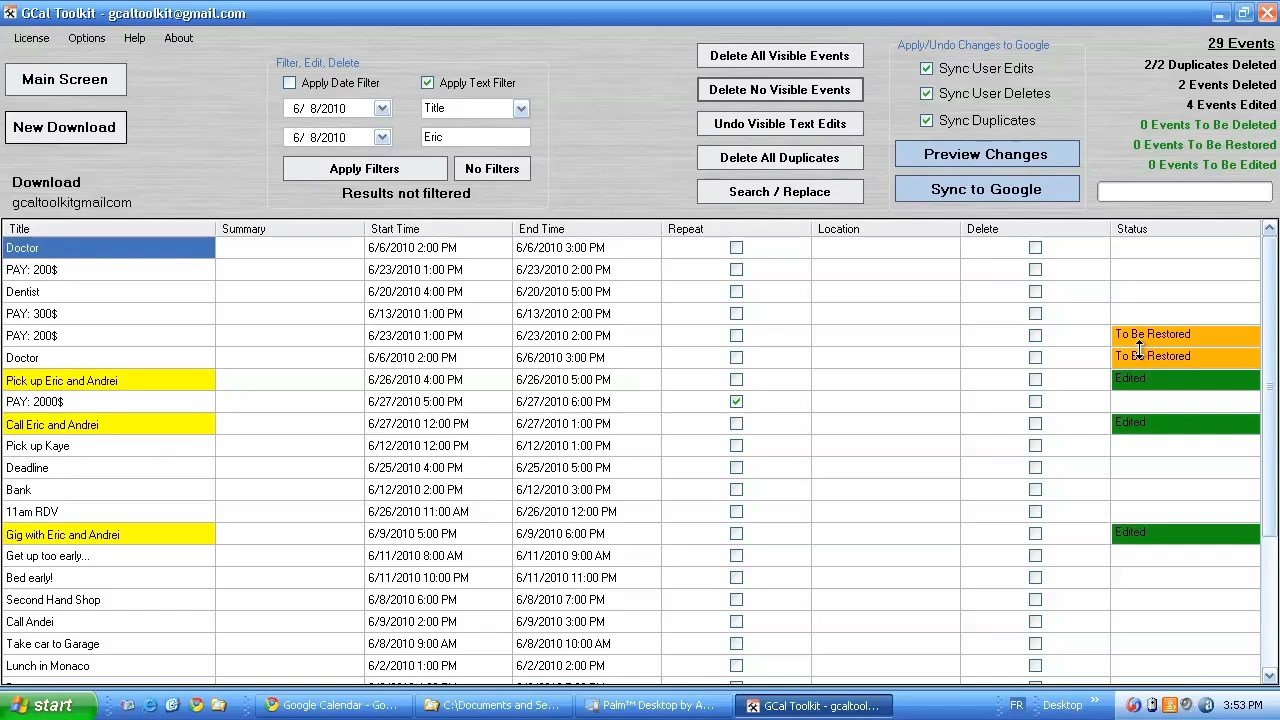 GCal Toolkit - gcaltoolkit@gmail.com
License Options Help About
Main Screen
New Download
Download
gcaltoolkitgmail.com
Filter, Edit, Delete
Apply Date Filter Apply Text Filter
6/ 8/2010 Title
6/ 8/2010 Eric
Apply Filters No Filters
Results not filtered
Delete All Visible Events
Delete No Visible Events
Undo Visible Text Edits
Delete All Duplicates
Search / Replace
Apply/Undo Changes to Google
Sync User Edits
Sync User Deletes
Sync Duplicates
Preview Changes
Sync to Google
29 Events
2/2 Duplicates Deleted
2 Events Deleted
4 Events Edited
0 Events To Be Deleted
0 Events To Be Restored
0 Events To Be Edited
Title Summary Start Time End Time Repeat Location Delete Status
Doctor 6/6/2010 2:00 PM 6/6/2010 3:00 PM
PAY: 200$ 6/23/2010 1:00 PM 6/23/2010 2:00 PM
Dentist 6/20/2010 4:00 PM 6/20/2010 5:00 PM
PAY: 300$ 6/13/2010 1:00 PM 6/13/2010 2:00 PM
PAY: 200$ 6/23/2010 1:00 PM 6/23/2010 2:00 PM To Be Restored
Doctor 6/6/2010 2:00 PM 6/6/2010 3:00 PM To Be Restored
Pick up Eric and Andrei 6/26/2010 4:00 PM 6/26/2010 5:00 PM Edited
PAY: 2000$ 6/27/2010 5:00 PM 6/27/2010 6:00 PM
Call Eric and Andrei 6/27/2010 PM 6/27/2010 1:00 PM Edited
Pick up Kaye 6/12/2010 12:00 PM 6/12/2010 1:00 PM
Deadline 6/25/2010 4:00 PM 6/25/2010 5:00 PM
Bank 6/12/2010 2:00 PM 6/12/2010 3:00 PM
11am RDV 6/26/2010 11:00 AM 6/26/2010 12:00 PM
Gig with Eric and Andrei 6/9/2010 5:00 PM 6/9/2010 6:00 PM Edited
Get up too early... 6/11/2010 8:00 AM 6/11/2010 9:00 AM
Bed early! 6/11/2010 10:00 PM 6/11/2010 11:00 PM
Second Hand Shop 6/8/2010 6:00 PM 6/8/2010 7:00 PM
Call Andei 6/9/2010 2:00 PM 6/9/2010 3:00 PM
Take car to Garage 6/8/2010 9:00 AM 6/8/2010 10:00 AM
Lunch in Monaco 6/2/2010 1:00 PM 6/2/2010 2:00 PM
start Google Calendar - Go... C:\Documents and Se... Palm™ Desktop by A... GCal Toolkit - gcaltool... FR Desktop 3:53 PM